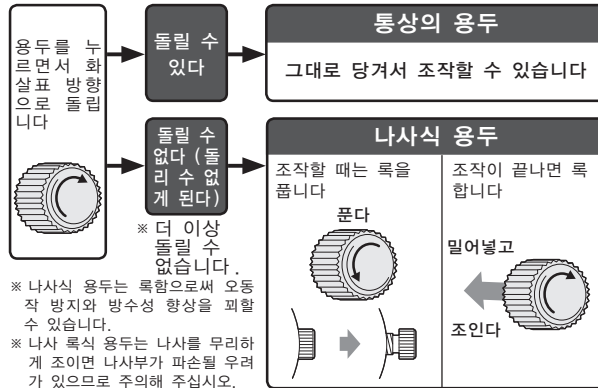 용두를 누
르면서 화
살표 방향
으로 돌립
니다
돌릴 수
있다
통상의 용두
그대로 당겨서 조작할 수 있습니다
돌릴 수
없다 (돌
리 수 없
게 된다)
※ 더 이상
돌릴 수
없습니다.
※ 나사식 용두는 록함으로써 오동
작 방지와 방수성 향상을 꾀할
수 있습니다.
※ 나사 록식 용두는 나사를 무리하
게 조이면 나사부가 파손될 우려
가 있으므로 주의해 주십시오.
나사식 용두
조작할 때는 록을
풉니다
푼다
조작이 끝나면 록
합니다
밀어넣고
조인다